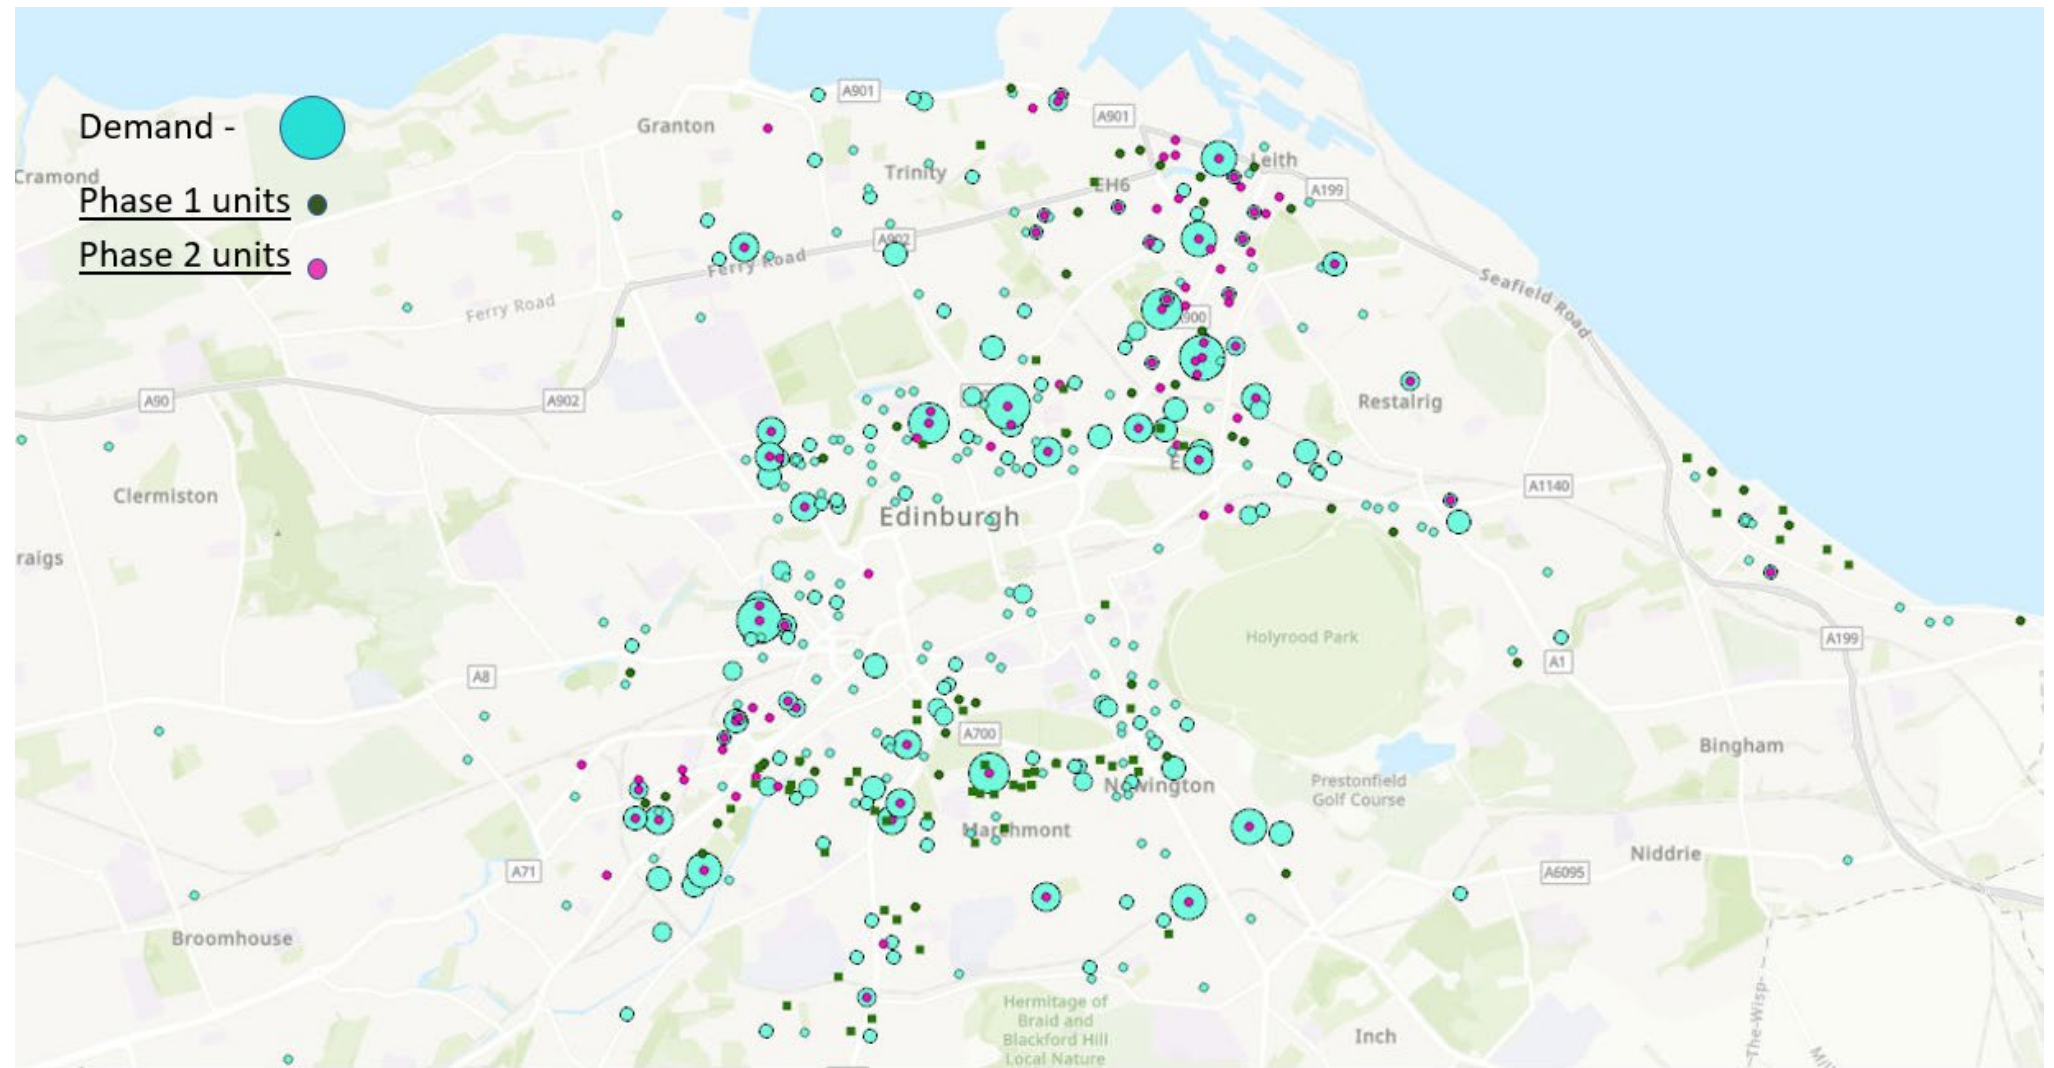 A901
Demand -
Granton
A901
Leith
Cramond
Trinity
EH6
A199
Phase 1 units
A902
Phase 2 units
Ferry Road
Seafield Road
Ferry Road
A90
A902
Restalrig
A1140
Clermiston
Edinburgh
raigs
Holyrood Park
A199
A1
A8
A700
Bingham
Newington
Prestonfield
Golf Course
Marchmont
Niddrie
A71
A6095
Broomhouse
Hermitage of
Braid and
Blackford Hill
Local Nature
Inch
The-Wisp-